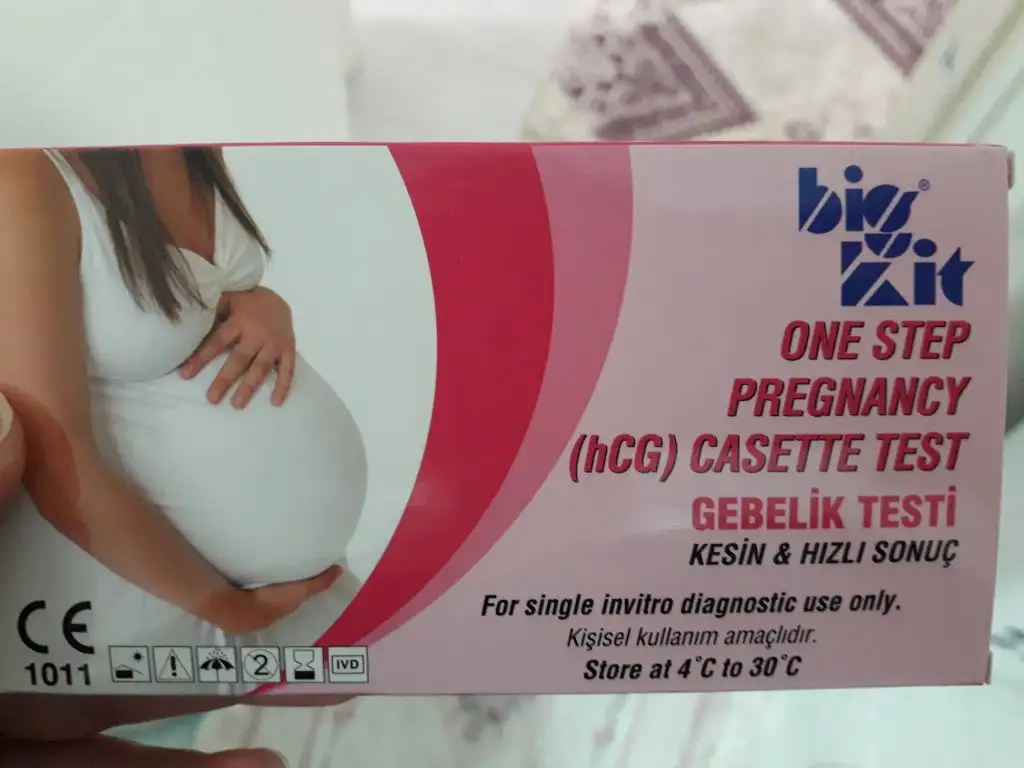 big®
kit
ONE STEP
PREGNANCY
(hCG) CASETTE TEST
GEBELİK TESTİ
KESİN & HIZLI SONUÇ
For single invitro diagnostic use only.
Kişisel kullanım amaçlıdır.
Store at 4°C to 30°C
CE
1011
2
IVD